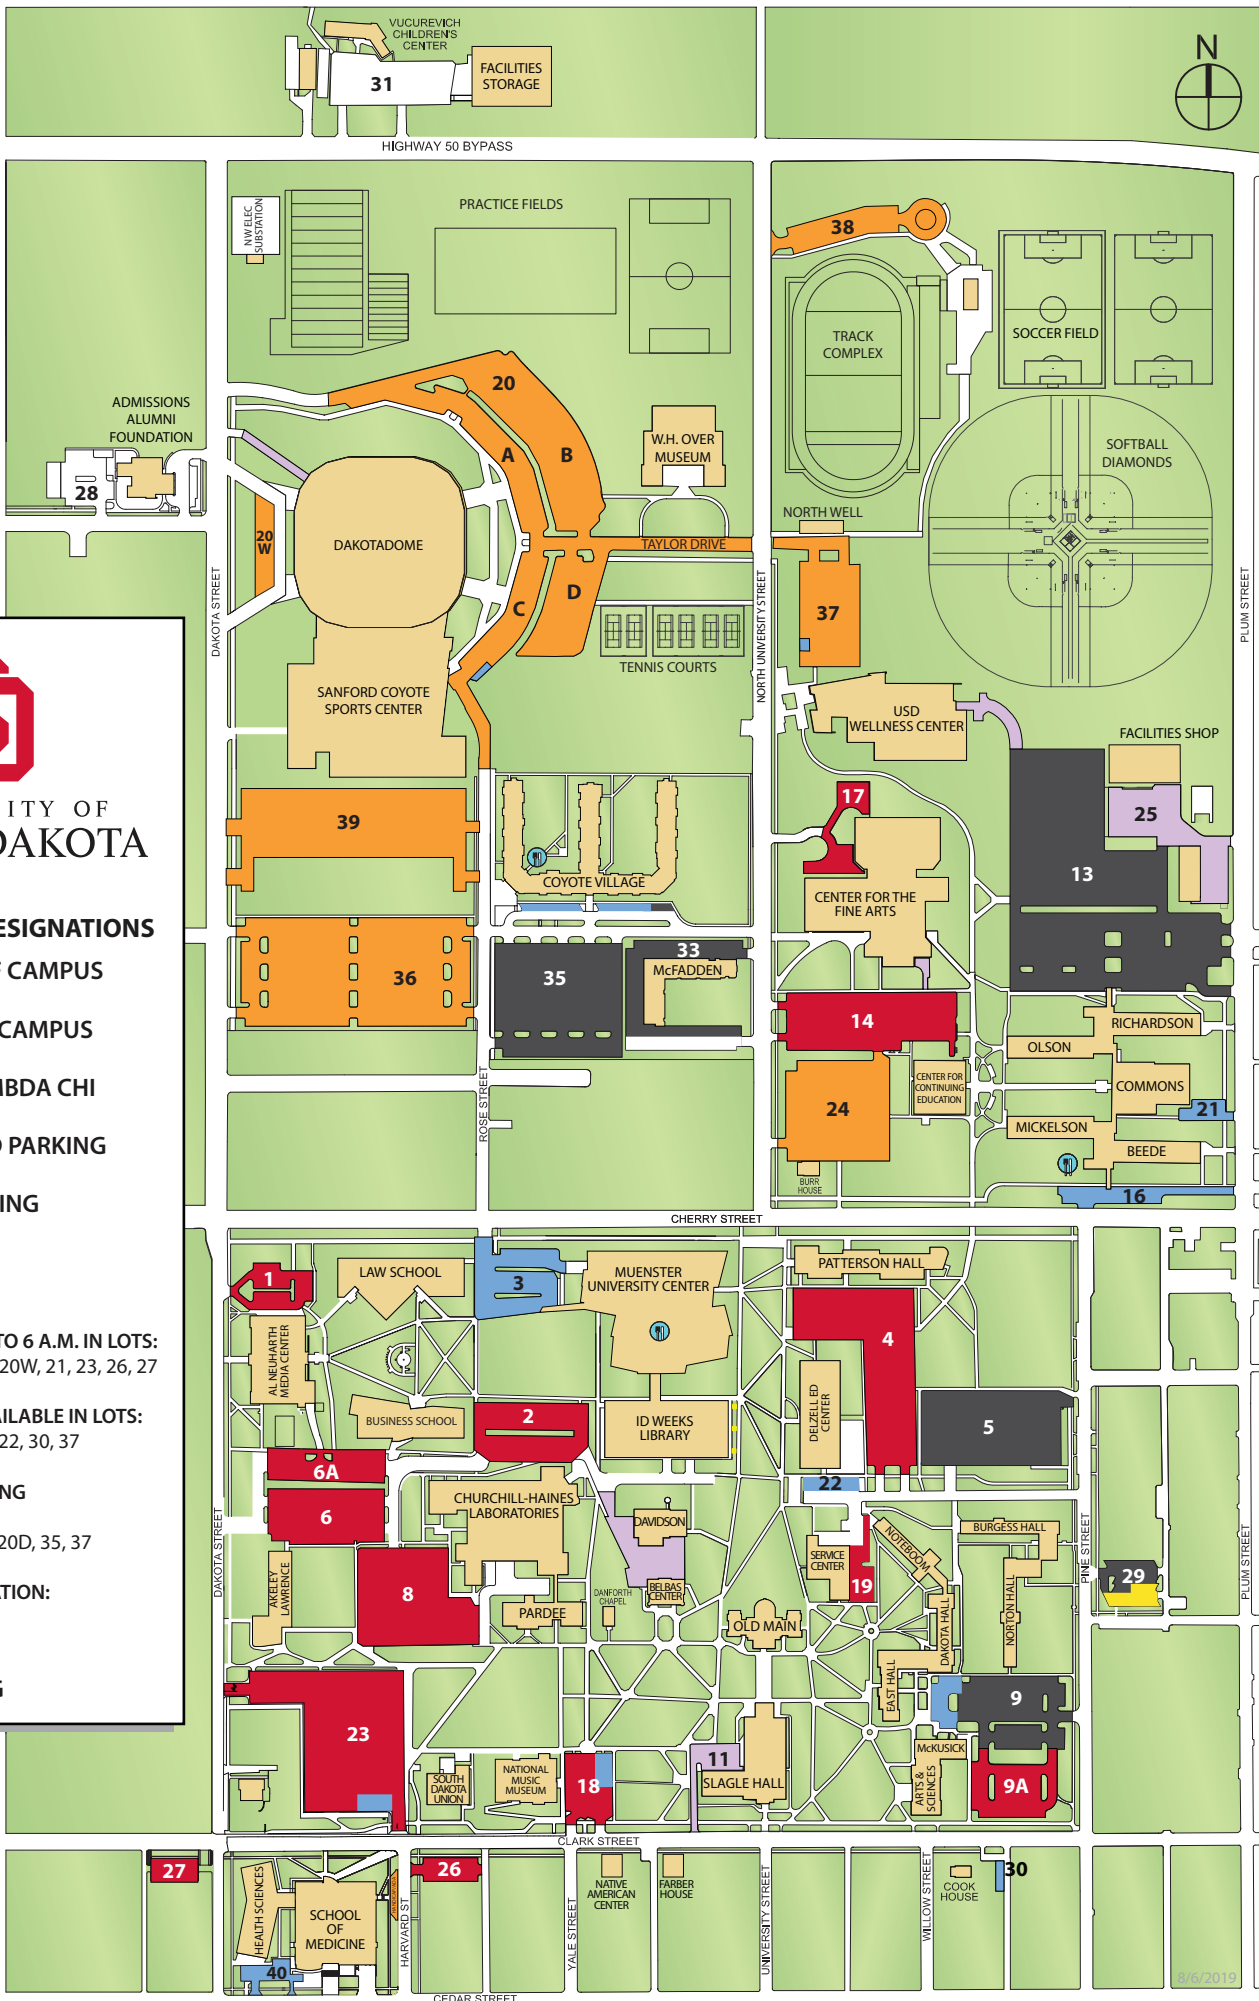 VUCUREVICH
CHILDREN'S
CENTER
31
FACILITIES
STORAGE
N
HIGHWAY 50 BYPASS
NW ELEC
SUBSTATION
PRACTICE FIELDS
38
TRACK
COMPLEX
SOCCER FIELD
20
A
B
ADMISSIONS
ALUMNI
FOUNDATION
28
W.H. OVER
MUSEUM
SOFTBALL
DIAMONDS
NORTH WELL
20
W
DAKOTADOME
TAYLOR DRIVE
C
D
37
DAKOTA STREET
NORTH UNIVERSITY STREET
PLUM STREET
TENNIS COURTS
SANFORD COYOTE
SPORTS CENTER
USD
WELLNESS CENTER
FACILITIES SHOP
17
25
39
13
COYOTE VILLAGE
CENTER FOR THE
FINE ARTS
33
McFADDEN
36
35
14
RICHARDSON
OLSON
CENTER FOR
CONTINUING
EDUCATION
COMMONS
24
21
MICKELSON
BEEDE
ROSE STREET
BURR
HOUSE
16
CHERRY STREET
ITY OF
DAKOTA
ESIGNATIONS
CAMPUS
CAMPUS
MBDA CHI
PARKING
ING
TO 6 A.M. IN LOTS:
20W, 21, 23, 26, 27
AILABLE IN LOTS:
22, 30, 37
NG
20D, 35, 37
ATION:
G
1
LAW SCHOOL
3
MUENSTER
UNIVERSITY CENTER
PATTERSON HALL
4
AL NEUHARTH
MEDIA CENTER
BUSINESS SCHOOL
2
ID WEEKS
LIBRARY
DELZELL ED
CENTER
5
6A
22
6
CHURCHILL-HAINES
LABORATORIES
DAVIDSON
NOTEBOOM
BURGESS HALL
DAKOTA STREET
PINE STREET
PLUM STREET
AKELEY
LAWRENCE
8
SERVICE
CENTER
19
29
DANFORTH
CHAPEL
BELBAS
CENTER
PARDEE
OLD MAIN
DAKOTA HALL
NORTON HALL
EAST HALL
9
23
McKUSICK
ARTS &
SCIENCES
9A
SOUTH
DAKOTA
UNION
NATIONAL
MUSIC
MUSEUM
18
11
SLAGLE HALL
CLARK STREET
27
26
30
HEALTH SCIENCES
SCHOOL
OF
MEDICINE
HARVARD ST
YALE STREET
NATIVE
AMERICAN
CENTER
FARBER
HOUSE
UNIVERSITY STREET
WILLOW STREET
COOK
HOUSE
40
CEDAR STREET
8/6/2019